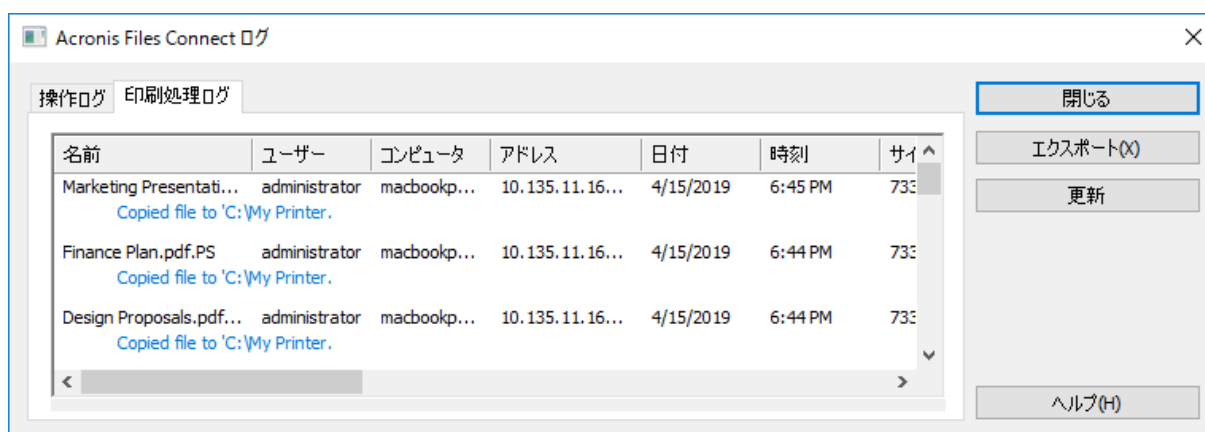 Acronis Files Connect ログ
操作ログ 印刷処理ログ
閉じる
エクスポート(X)
更新
ヘルプ(H)
名前 ユーザー コンピュータ アドレス 日付 時刻 サイ
Marketing Presentati... administrator macbookp... 10.135.11.16... 4/15/2019 6:45 PM 733
Copied file to 'C:\My Printer.
Finance Plan.pdf.PS administrator macbookp... 10.135.11.16... 4/15/2019 6:44 PM 733
Copied file to 'C:\My Printer.
Design Proposals.pdf... administrator macbookp... 10.135.11.16... 4/15/2019 6:44 PM 733
Copied file to 'C:\My Printer.